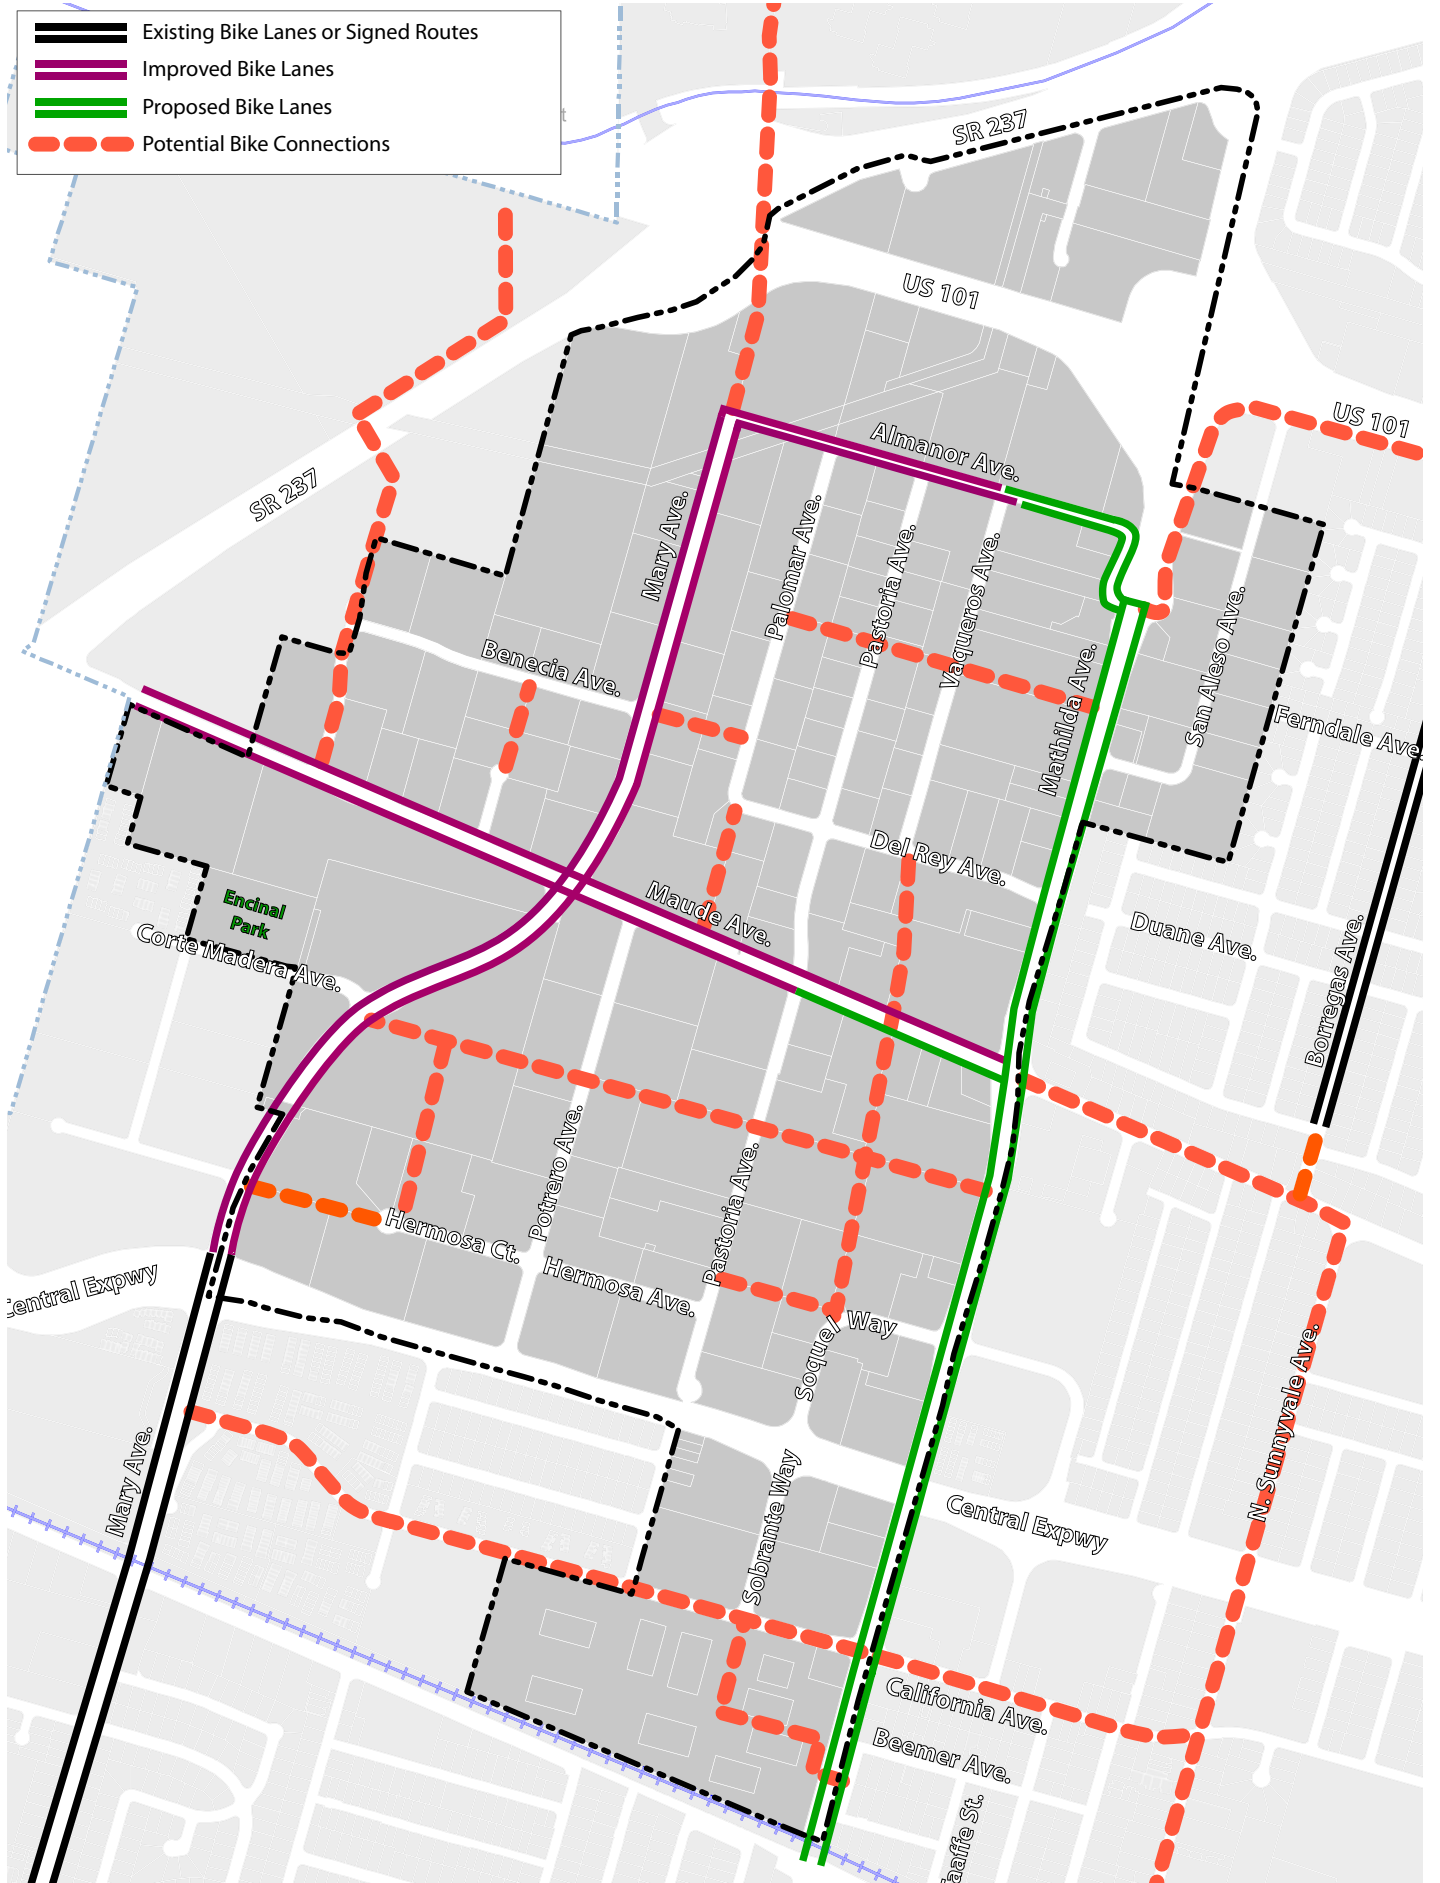 Existing Bike Lanes or Signed Routes
Improved Bike Lanes
Proposed Bike Lanes
Potential Bike Connections
SR 237
US 101
US 101
Almanor Ave.
SR 237
Mary Ave.
Palomar Ave.
Pastoria Ave.
Vaqueros Ave.
Benecia Ave.
Mathilda Ave.
San Aleso Ave.
Ferndale Ave.
Del Rey Ave.
Maude Ave.
Encinal
Park
Corte Madera Ave.
Duane Ave.
Borregas Ave.
Potrero Ave.
Pastoria Ave.
Hermosa Ct.
Hermosa Ave.
Central Expwy
Soquel Way
N. Sunnyvale Ave.
Mary Ave.
Sobrante Way
Central Expwy
California Ave.
Beemer Ave.
Taaffe St.